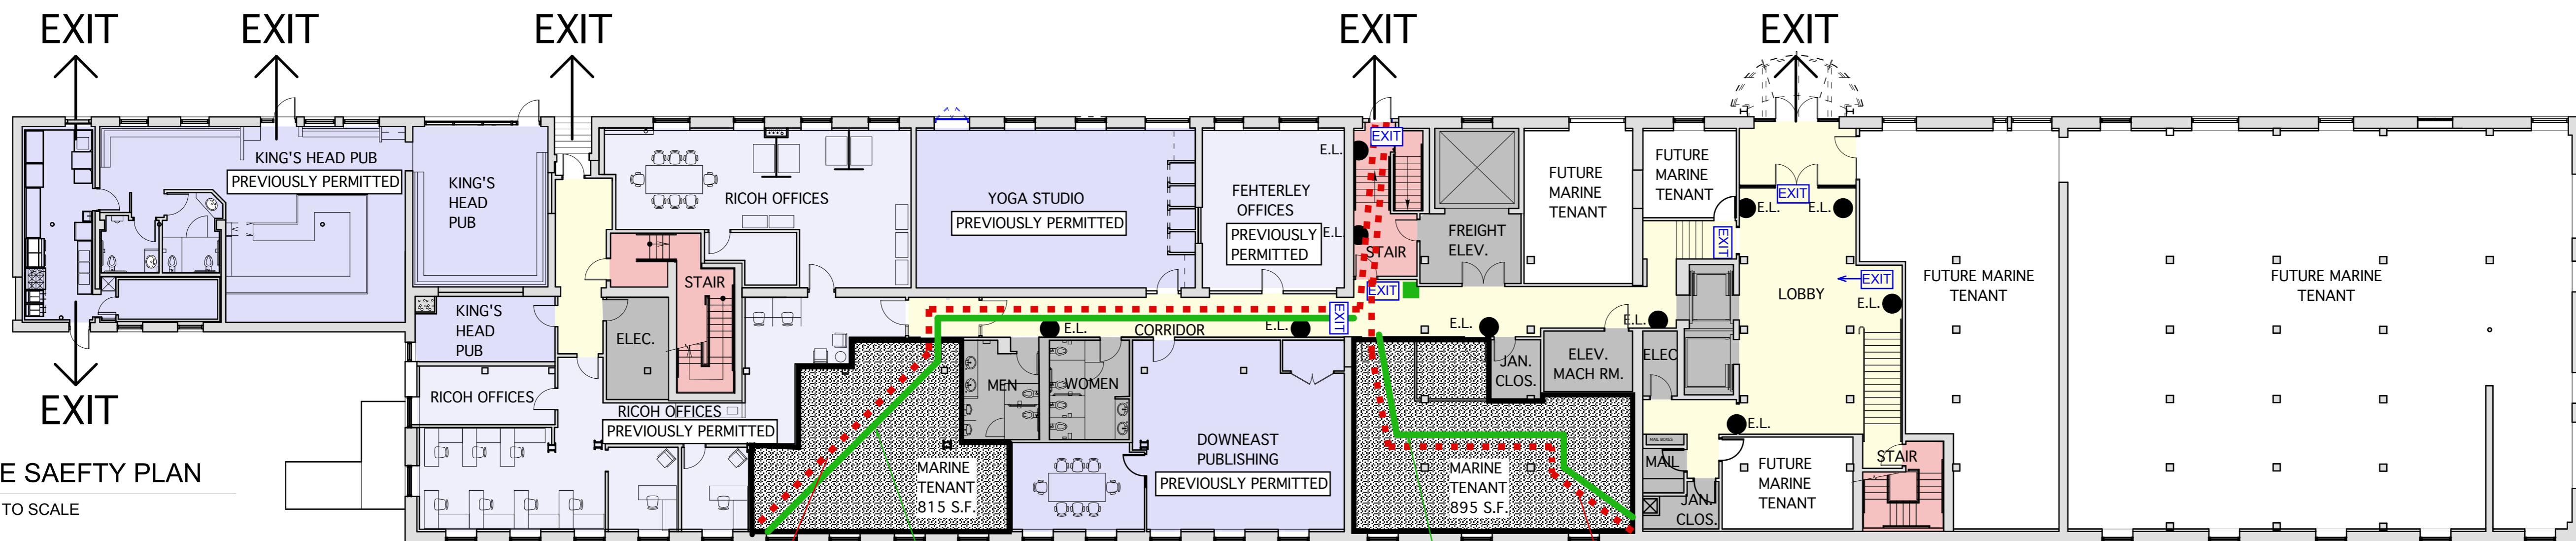 EXIT
EXIT
EXIT
EXIT
EXIT
KING'S HEAD PUB
PREVIOUSLY PERMITTED
KING'S
HEAD
PUB
KING'S
HEAD
PUB
RICOH OFFICES
RICOH OFFICES
YOGA STUDIO
PREVIOUSLY PERMITTED
FEHTERLEY
OFFICES
PREVIOUSLY
PERMITTED
E.L.
E.L.
EXIT
STAIR
EXIT
EXIT
FREIGHT
ELEV.
FUTURE
MARINE
TENANT
FUTURE
MARINE
TENANT
EXIT
EXIT
E.L.
E.L.
EXIT
E.L.
LOBBY
FUTURE MARINE
TENANT
FUTURE MARINE
TENANT
STAIR
ELEC.
RICOH OFFICES
PREVIOUSLY PERMITTED
E.L.
CORRIDOR
E.L.
E.L.
E.L.
MEN
WOMEN
JAN.
CLOS.
ELEV.
MACH RM.
ELEC
E.L.
MARINE
TENANT
815 S.F.
DOWNEAST
PUBLISHING
PREVIOUSLY PERMITTED
MARINE
TENANT
895 S.F.
MAIL BOXES
MAIL
JAN.
CLOS.
FUTURE
MARINE
TENANT
STAIR
EXIT
E SAEFTY PLAN
TO SCALE